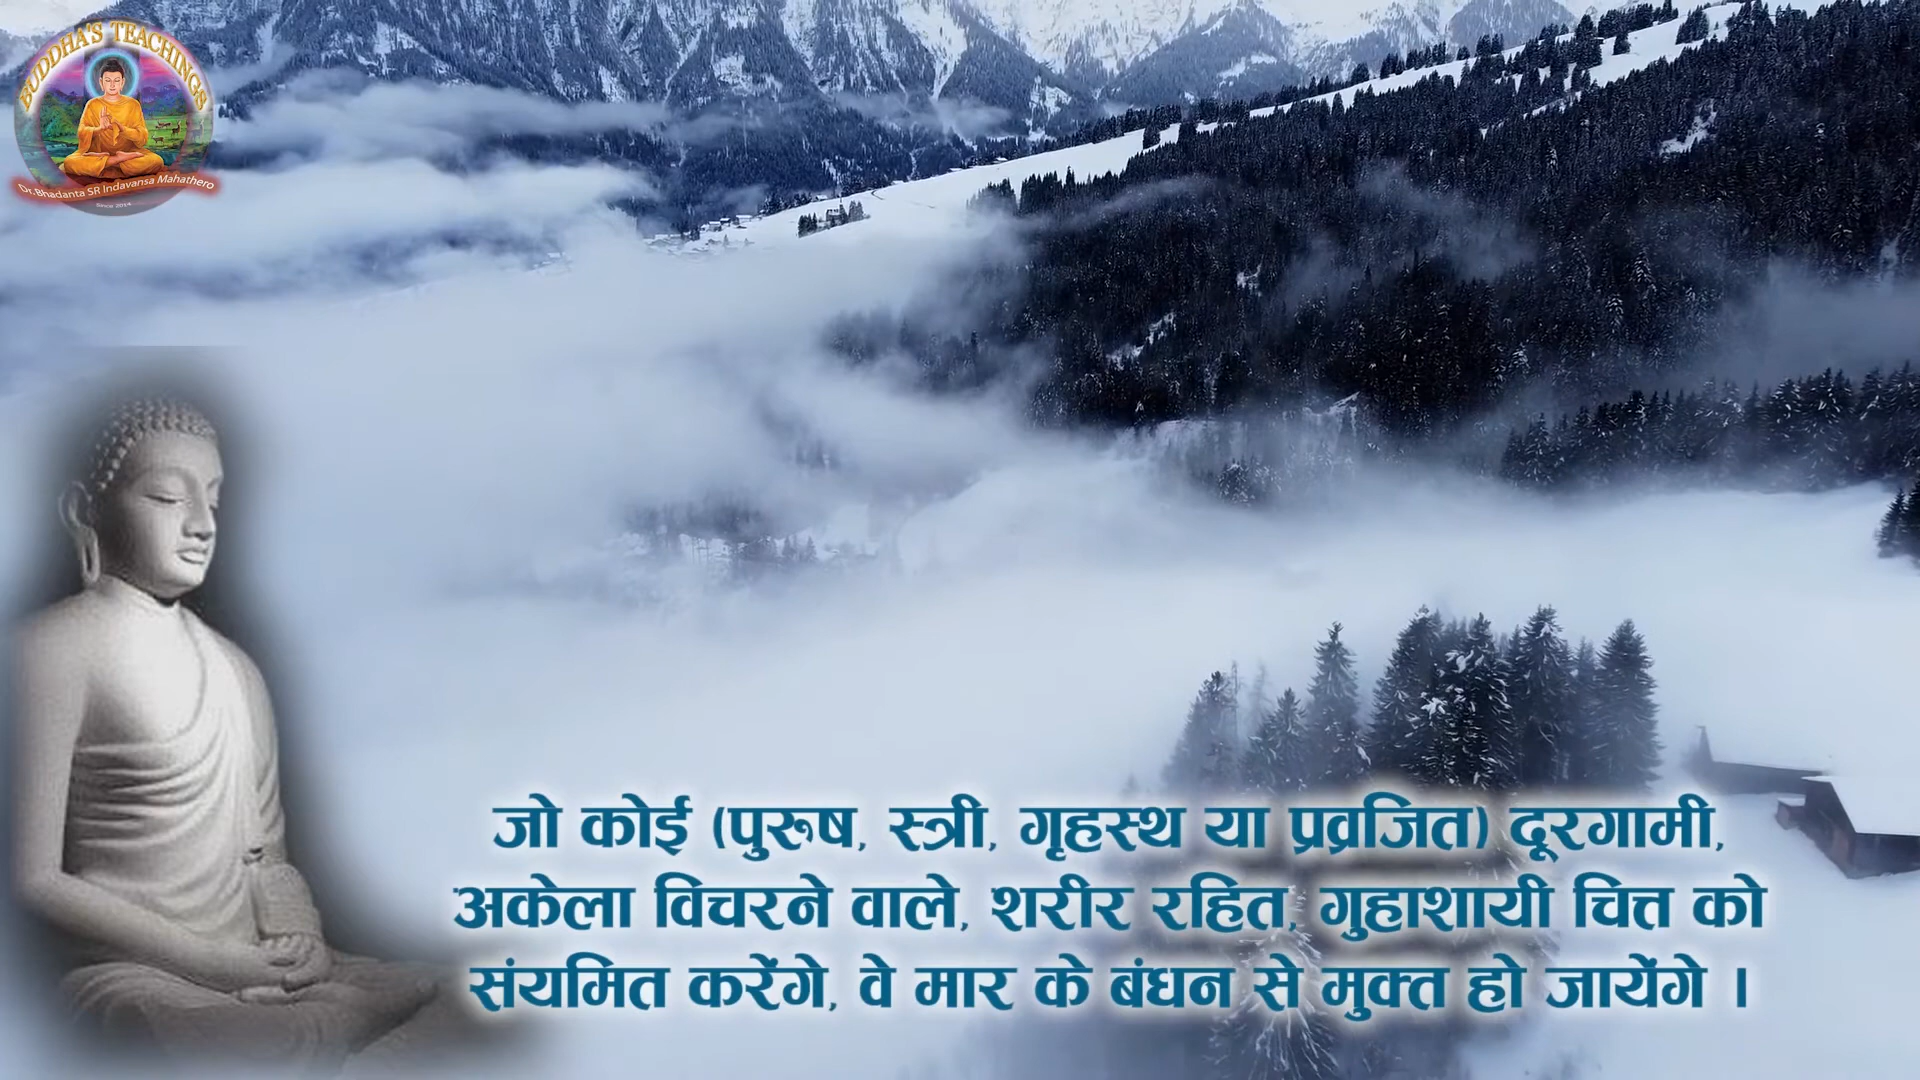 BUDDHA'S TEACHINGS
Dr.Bhadanta SR Indavansa Mahathero
Since 2014
जो कोई (पुरुष, स्त्री, गृहस्थ या प्रव्रजित) दूरगामी,
अकेला विचरने वाले, शरीर रहित, गुहाशायी चित्त को
संयमित करेंगे, वे मार के बंधन से मुक्त हो जायेंगे ।